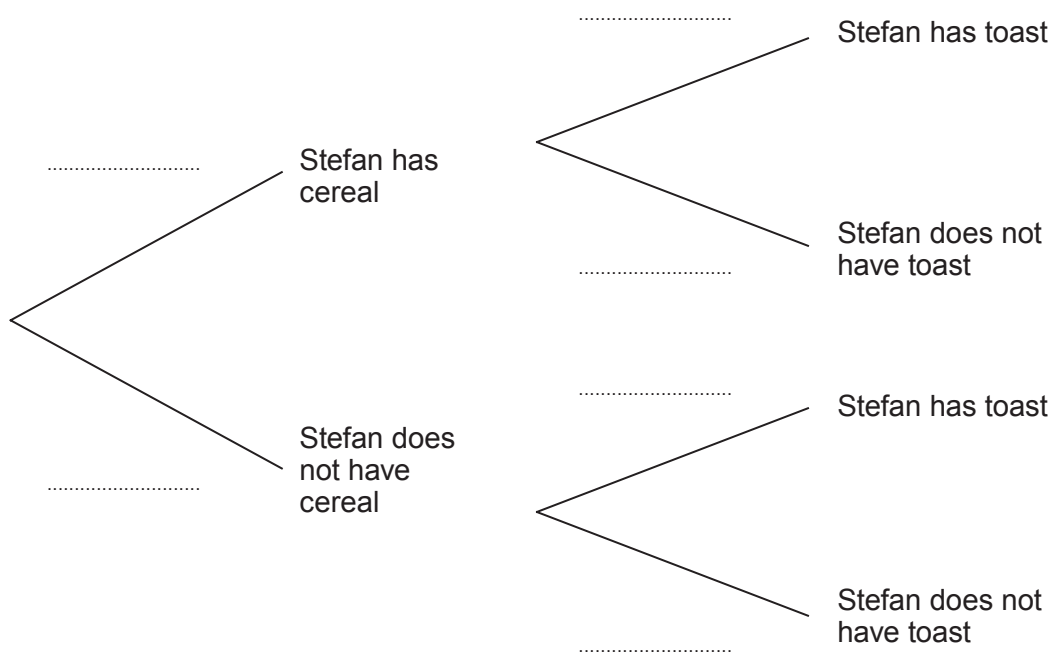 Stefan has toast
Stefan has
cereal
Stefan does not
have toast
Stefan has toast
Stefan does
not have
cereal
Stefan does not
have toast